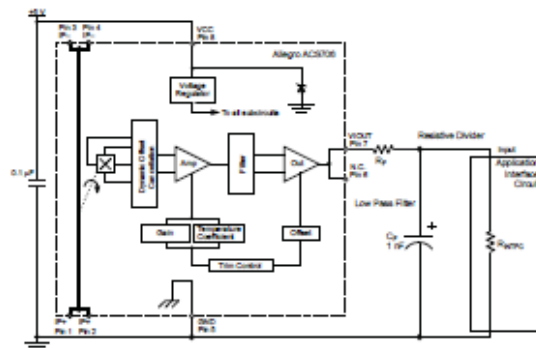 +5 V
Pin 3 Pin 4
IP– IP–
VCC
Pin 8
Allegro ACS706
Voltage
Regulator
To all subcircuits
Dynamic Offset
Cancellation
Amp
Filter
Out
VIOUT
Pin 7
N.C.
Pin 6
Resistive Divider
RF
Input
Application
Interface
Circuit
0.1 µF
Low Pass Filter
Gain
Temperature
Coefficient
Offset
CF
1 nF
+
RINTFC
Trim Control
IP+ IP+
Pin 1 Pin 2
GND
Pin 5